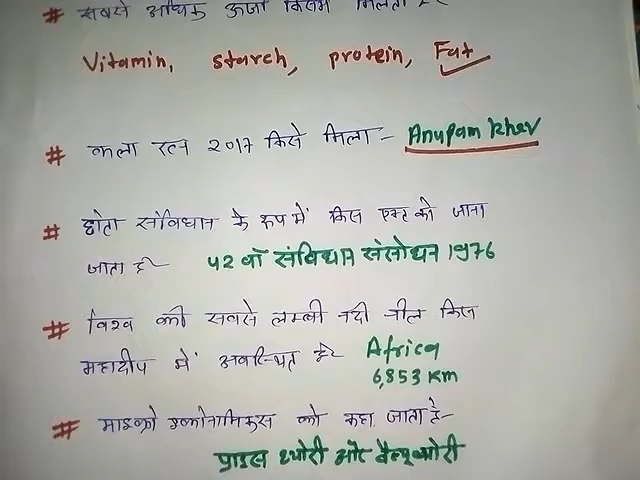 # सबसे अधिक ऊर्जा किसमें मिलती है
Vitamin, starch, protein, Fat
# कला रत्न 2017 किसे मिला - Anupam kher
# छोटा संविधान के रूप में किस एक्ट को जाना
जाता है - 42 वाँ संविधान संसोधन 1976
# विश्व की सबसे लम्बी नदी नील किस
महाद्वीप में अवस्थित है - Africa
6,853 Km
# माइक्रो इकोनामिक्स को कहा जाता है -
प्राइस थ्योरी और वैल्यू थ्योरी